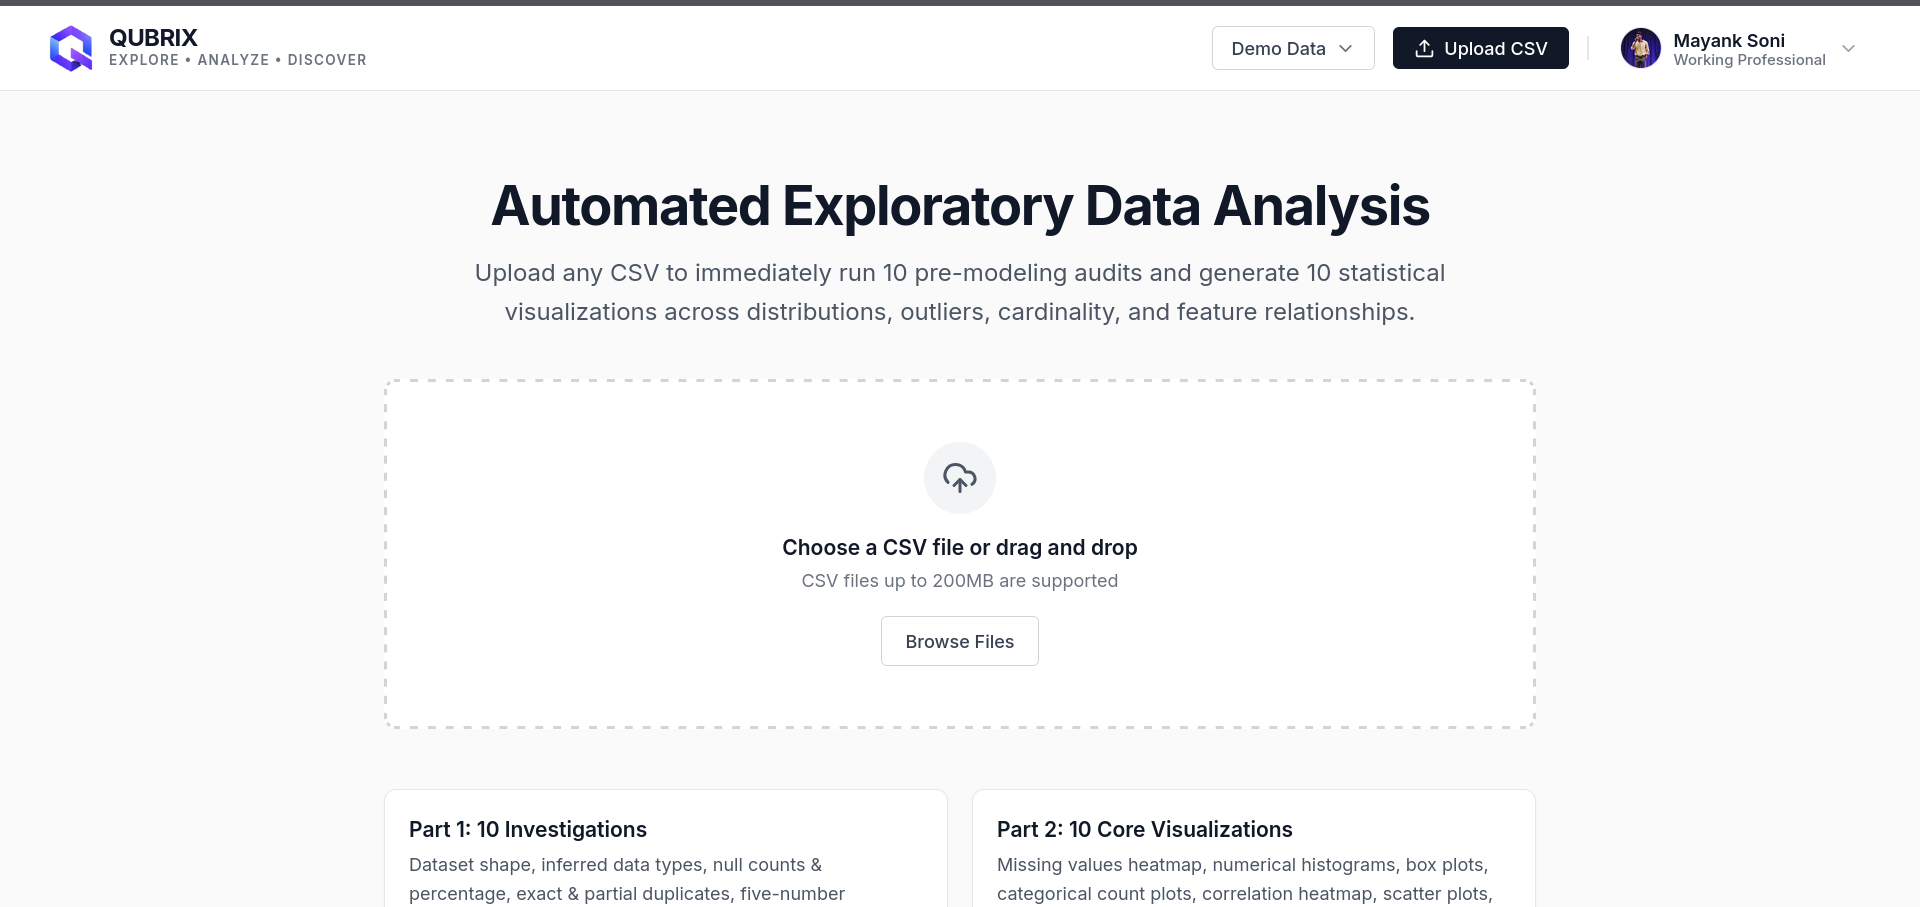 QUBRIX
EXPLORE • ANALYZE • DISCOVER
Demo Data
Upload CSV
Mayank Soni
Working Professional
Automated Exploratory Data Analysis
Upload any CSV to immediately run 10 pre-modeling audits and generate 10 statistical
visualizations across distributions, outliers, cardinality, and feature relationships.
Choose a CSV file or drag and drop
CSV files up to 200MB are supported
Browse Files
Part 1: 10 Investigations
Dataset shape, inferred data types, null counts &
percentage, exact & partial duplicates, five-number
Part 2: 10 Core Visualizations
Missing values heatmap, numerical histograms, box plots,
categorical count plots, correlation heatmap, scatter plots,